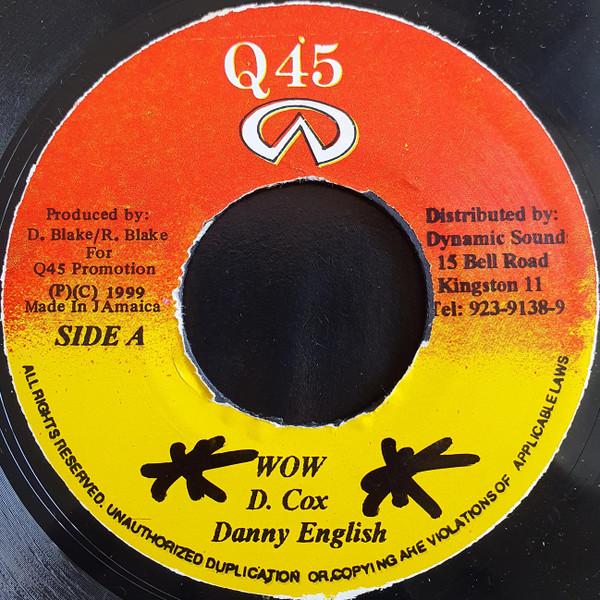 Q45
Produced by:
D. Blake/R. Blake
For
Q45 Promotion
(P)(C) 1999
Made In JAmaica
SIDE A
Distributed by:
Dynamic Sound
15 Bell Road
Kingston 11
Tel: 923-9138-9
WOW
D. Cox
Danny English
ALL RIGHTS RESERVED. UNAUTHORIZED DUPLICATION OR COPYING ARE VIOLATIONS OF APPLICABLE LAWS